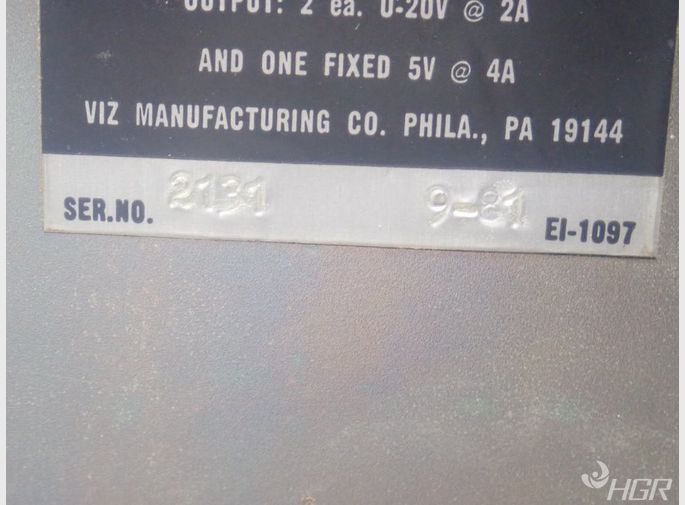 OUTPUT: 2 ea. 0-20V @ 2A
AND ONE FIXED 5V @ 4A
VIZ MANUFACTURING CO. PHILA., PA 19144
SER.NO. 2131 9-81 EI-1097
HGR